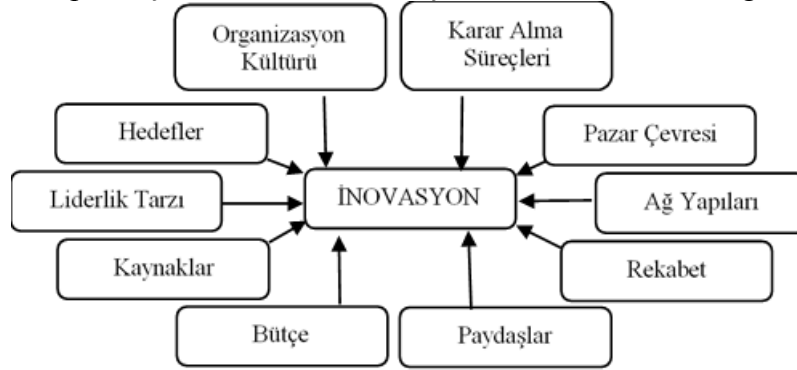 Organizasyon
Kültürü
Karar Alma
Süreçleri
Hedefler
Pazar Çevresi
Liderlik Tarzı
İNOVASYON
Ağ Yapıları
Kaynaklar
Rekabet
Bütçe
Paydaşlar